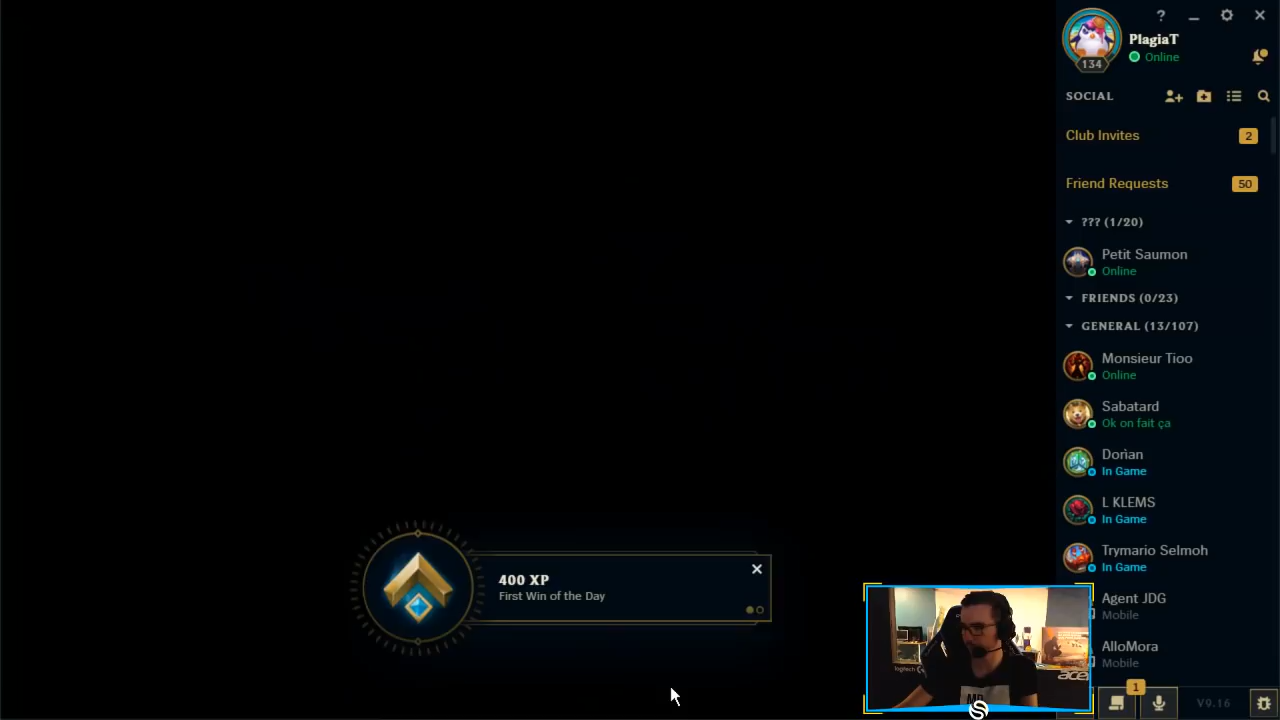 ?
PlagiaT
Online
134
SOCIAL
Club Invites
2
Friend Requests
50
??? (1/20)
Petit Saumon
Online
FRIENDS (0/23)
GENERAL (13/107)
Monsieur Tioo
Online
Sabatard
Ok on fait ça
Dorian
In Game
L KLEMS
In Game
Trymario Selmoh
In Game
Agent JDG
Mobile
AlloMora
Mobile
1
V9.16
400 XP
First Win of the Day
logitech
acer